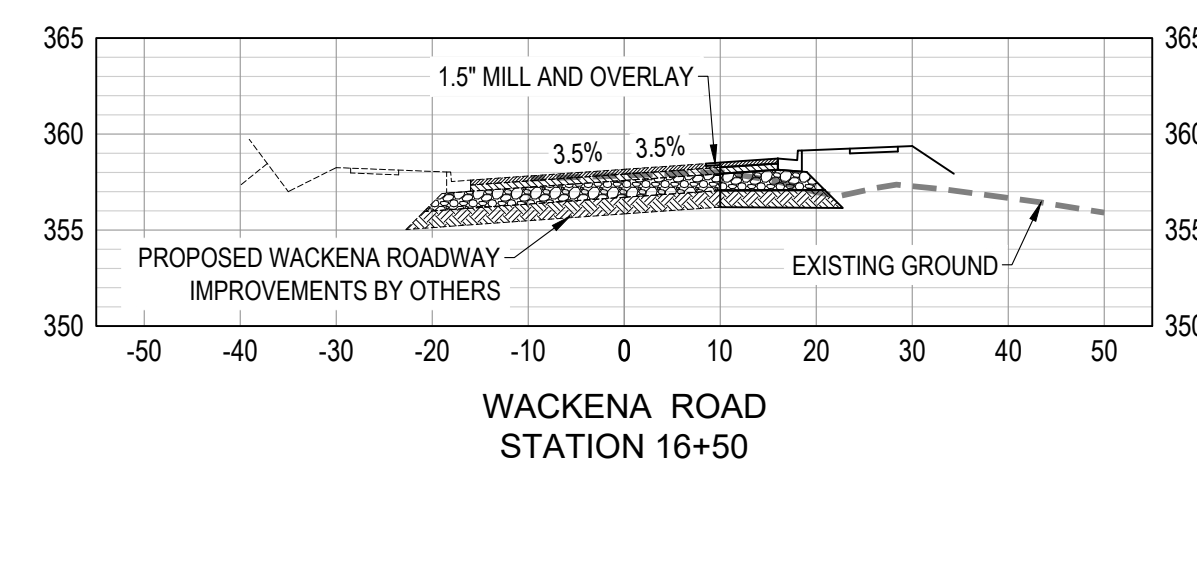 365
365
1.5" MILL AND OVERLAY
360
360
3.5%
3.5%
355
355
PROPOSED WACKENA ROADWAY
IMPROVEMENTS BY OTHERS
EXISTING GROUND
350
350
-50 -40 -30 -20 -10 0 10 20 30 40 50
WACKENA ROAD
STATION 16+50